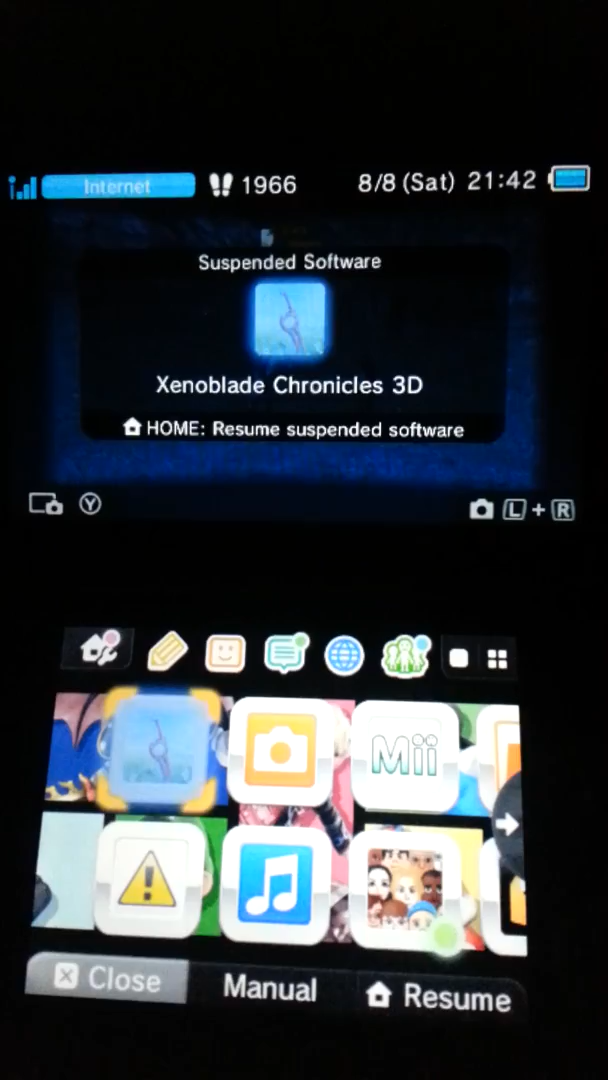 Internet 1966 8/8 (Sat) 21:42
Suspended Software
Xenoblade Chronicles 3D
HOME: Resume suspended software
Y L + R
Mii
X Close Manual Resume